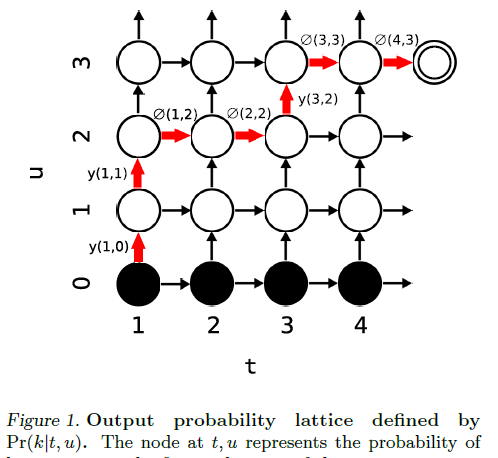 3
∅(3,3)
∅(4,3)
y(3,2)
2
∅(1,2)
∅(2,2)
u
y(1,1)
1
y(1,0)
0
1 2 3 4
t
Figure 1. Output probability lattice defined by
Pr(k|t, u). The node at t, u represents the probability of